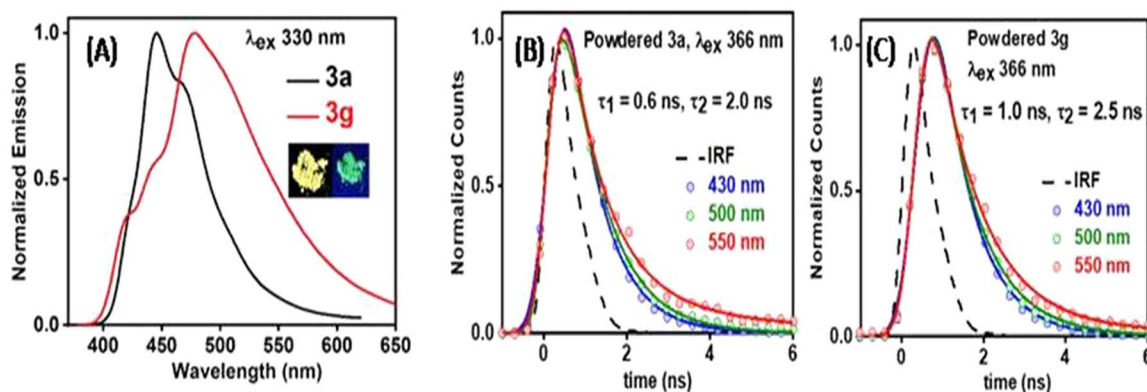 (A)
λex 330 nm
3a
3g
Normalized Emission
1.0
0.5
0.0
400 450 500 550 600 650
Wavelength (nm)
(B)
Powdered 3a, λex 366 nm
τ1 = 0.6 ns, τ2 = 2.0 ns
IRF
430 nm
500 nm
550 nm
Normalized Counts
1.0
0.5
0.0
0 2 4 6
time (ns)
(C)
Powdered 3g
λex 366 nm
τ1 = 1.0 ns, τ2 = 2.5 ns
IRF
430 nm
500 nm
550 nm
Normalized Counts
1.0
0.5
0.0
0 2 4 6
time (ns)